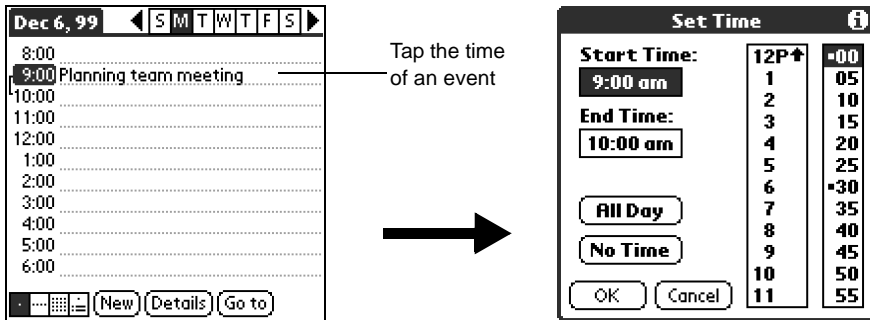 Dec 6, 99 S M T W T F S
8:00
9:00 Planning team meeting
10:00
11:00
12:00
1:00
2:00
3:00
4:00
5:00
6:00
New Details Go to
Tap the time
of an event
Set Time i
Start Time:
9:00 am
End Time:
10:00 am
All Day
No Time
OK Cancel
12P
1
2
3
4
5
6
7
8
9
10
11
00
05
10
15
20
25
30
35
40
45
50
55